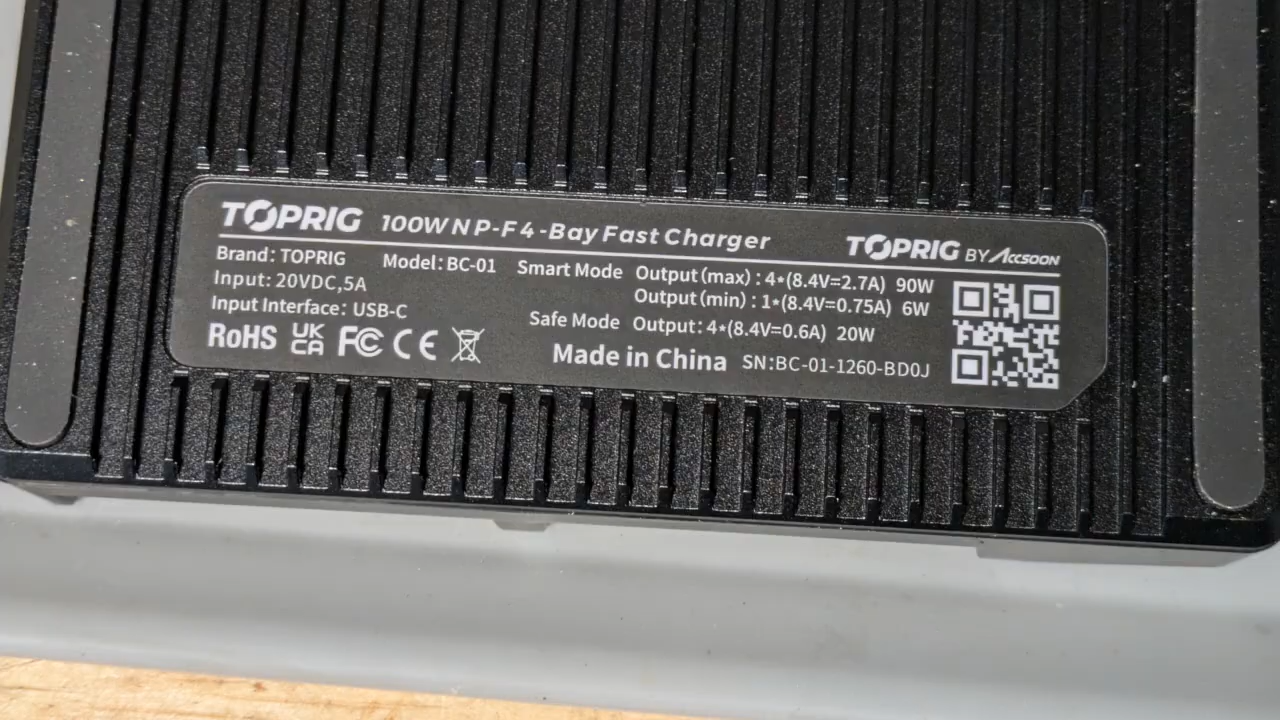 TOPRIG 100W NP-F 4-Bay Fast Charger TOPRIG BY Accsoon
Brand: TOPRIG Model: BC-01 Smart Mode Output(max): 4*(8.4V=2.7A) 90W
Input: 20VDC,5A Output(min): 1*(8.4V=0.75A) 6W
Input Interface: USB-C Safe Mode Output: 4*(8.4V=0.6A) 20W
RoHS UK CA FC CE Made in China SN:BC-01-1260-BD0J